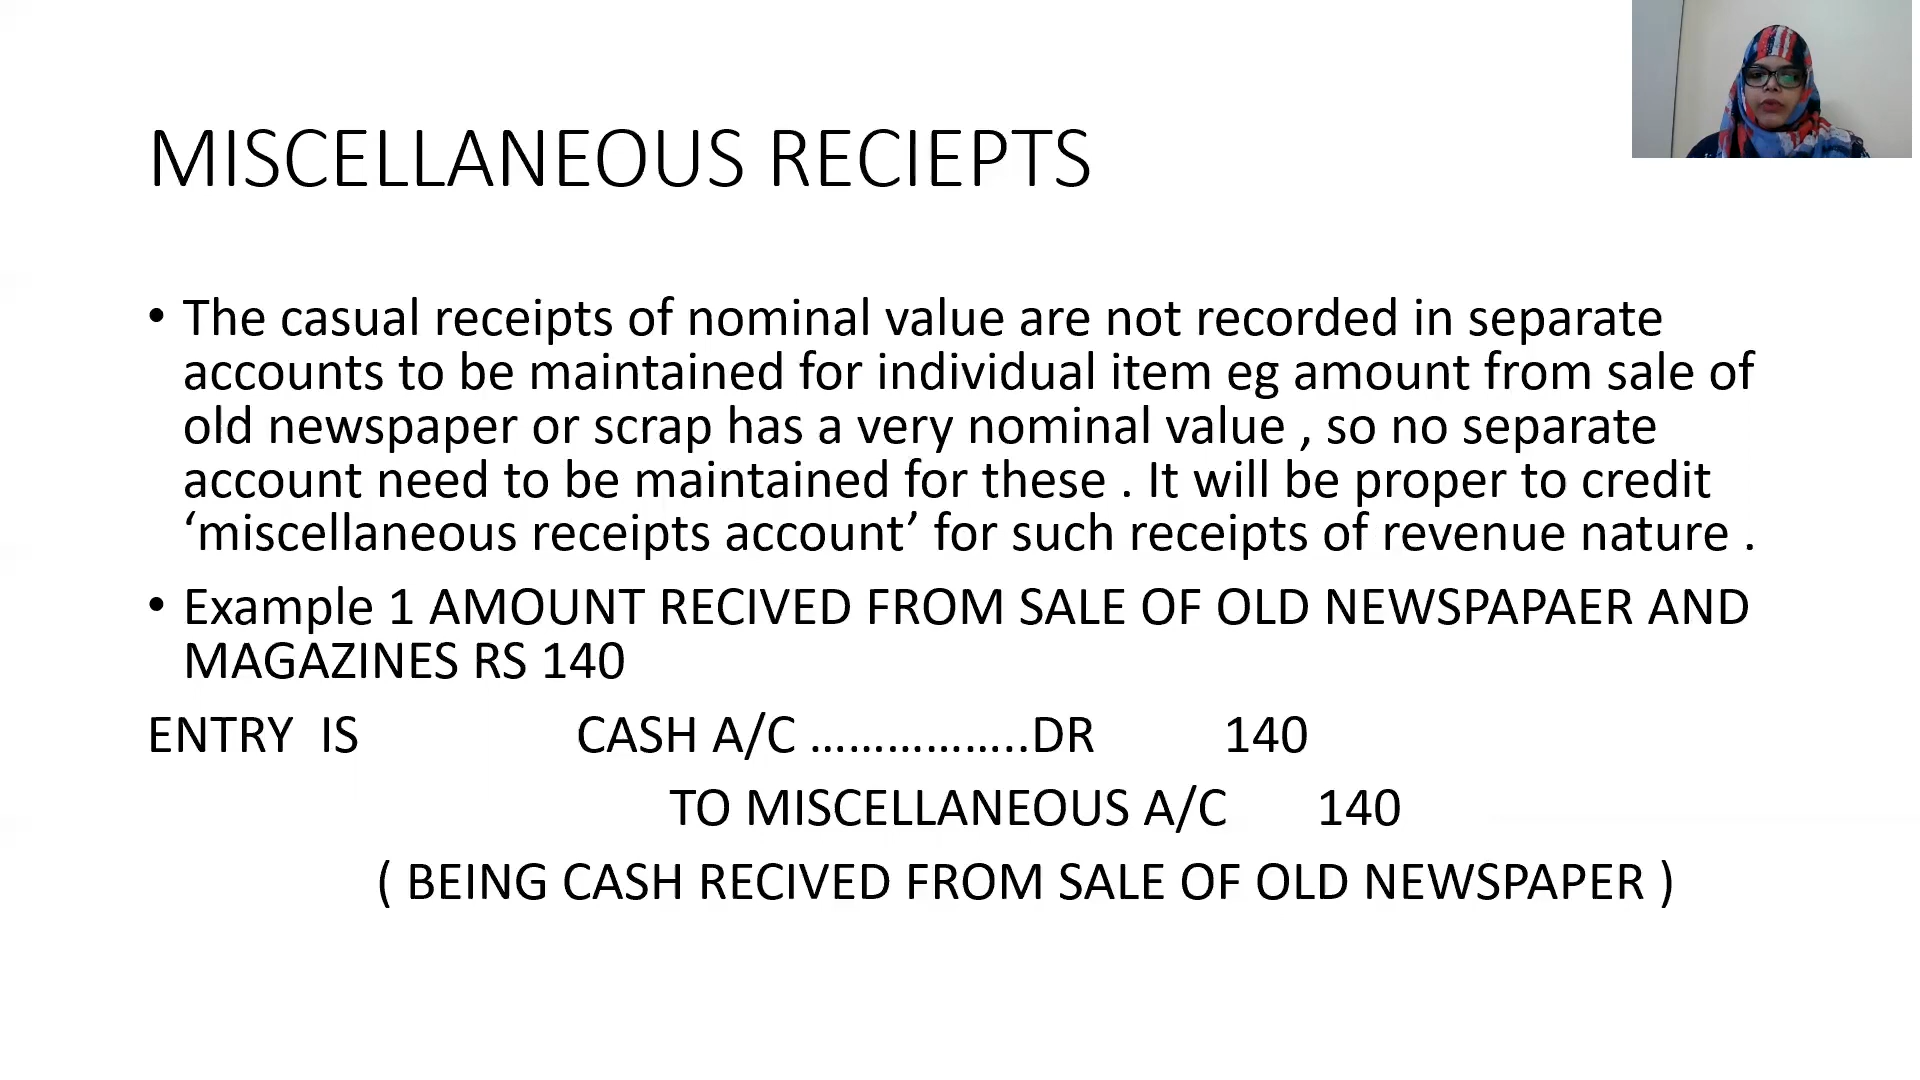 MISCELLANEOUS RECIEPTS
• The casual receipts of nominal value are not recorded in separate
accounts to be maintained for individual item eg amount from sale of
old newspaper or scrap has a very nominal value , so no separate
account need to be maintained for these . It will be proper to credit
‘miscellaneous receipts account’ for such receipts of revenue nature .
• Example 1 AMOUNT RECIVED FROM SALE OF OLD NEWSPAPAER AND
MAGAZINES RS 140
ENTRY IS CASH A/C ……………..DR 140
TO MISCELLANEOUS A/C 140
( BEING CASH RECIVED FROM SALE OF OLD NEWSPAPER )